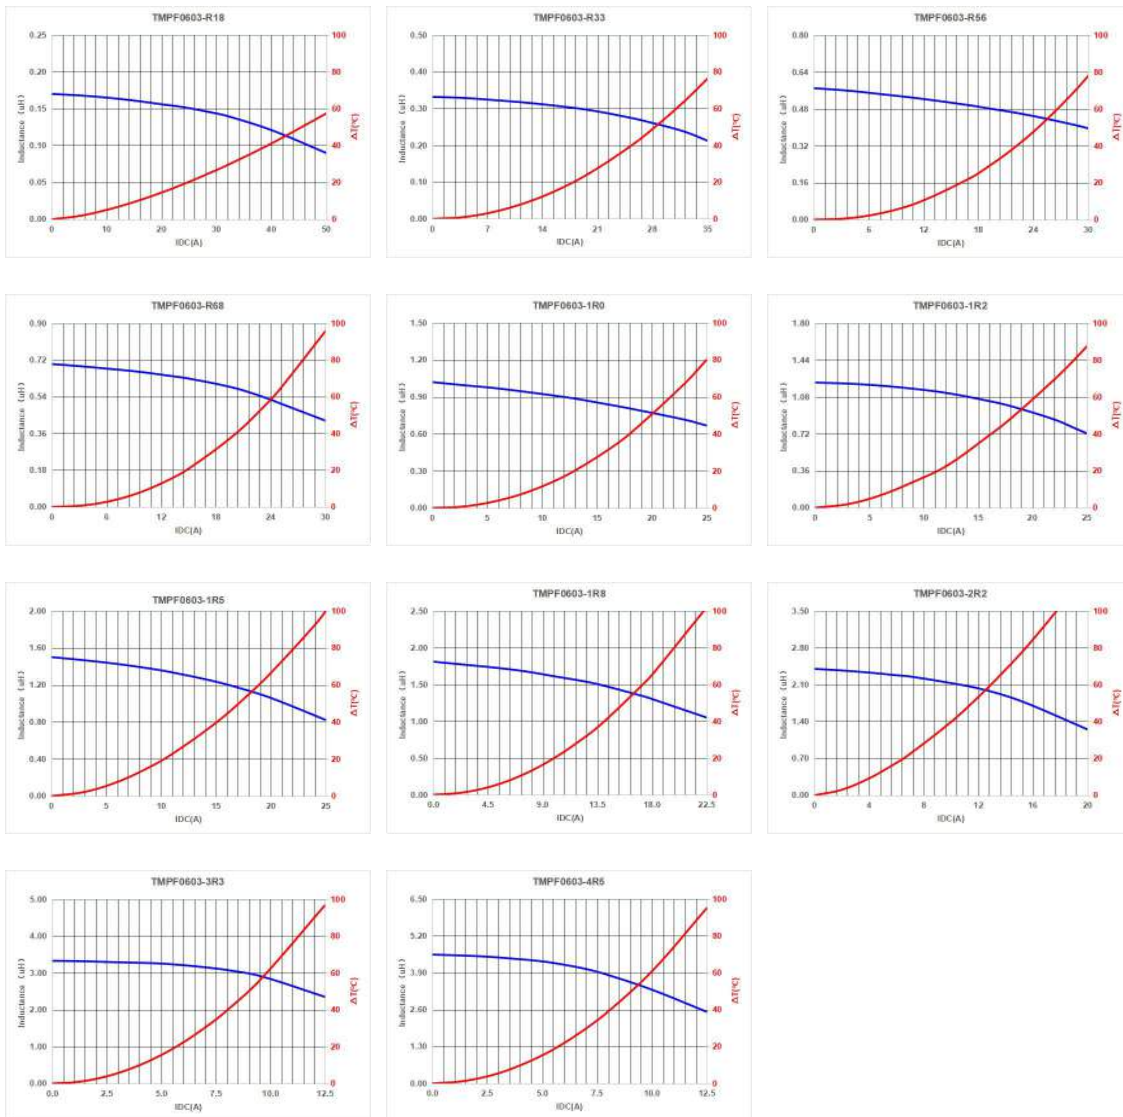 TMPF0603-R18
0.25 100
0.20 80
0.15 60
0.10 40
0.05 20
0.00 0
Inductance (uH)
ΔT(℃)
0 10 20 30 40 50
IDC(A)
TMPF0603-R33
0.50 100
0.40 80
0.30 60
0.20 40
0.10 20
0.00 0
Inductance (uH)
ΔT(℃)
0 7 14 21 28 35
IDC(A)
TMPF0603-R56
0.80 100
0.64 80
0.48 60
0.32 40
0.16 20
0.00 0
Inductance (uH)
ΔT(℃)
0 6 12 18 24 30
IDC(A)
TMPF0603-R68
0.90 100
0.72 80
0.54 60
0.36 40
0.18 20
0.00 0
Inductance (uH)
ΔT(℃)
0 6 12 18 24 30
IDC(A)
TMPF0603-1R0
1.50 100
1.20 80
0.90 60
0.60 40
0.30 20
0.00 0
Inductance (uH)
ΔT(℃)
0 5 10 15 20 25
IDC(A)
TMPF0603-1R2
1.80 100
1.44 80
1.08 60
0.72 40
0.36 20
0.00 0
Inductance (uH)
ΔT(℃)
0 5 10 15 20 25
IDC(A)
TMPF0603-1R5
2.00 100
1.60 80
1.20 60
0.80 40
0.40 20
0.00 0
Inductance (uH)
ΔT(℃)
0 5 10 15 20 25
IDC(A)
TMPF0603-1R8
2.50 100
2.00 80
1.50 60
1.00 40
0.50 20
0.00 0
Inductance (uH)
ΔT(℃)
0.0 4.5 9.0 13.5 18.0 22.5
IDC(A)
TMPF0603-2R2
3.50 100
2.80 80
2.10 60
1.40 40
0.70 20
0.00 0
Inductance (uH)
ΔT(℃)
0 4 8 12 16 20
IDC(A)
TMPF0603-3R3
5.00 100
4.00 80
3.00 60
2.00 40
1.00 20
0.00 0
Inductance (uH)
ΔT(℃)
0.0 2.5 5.0 7.5 10.0 12.5
IDC(A)
TMPF0603-4R5
6.50 100
5.20 80
3.90 60
2.60 40
1.30 20
0.00 0
Inductance (uH)
ΔT(℃)
0.0 2.5 5.0 7.5 10.0 12.5
IDC(A)